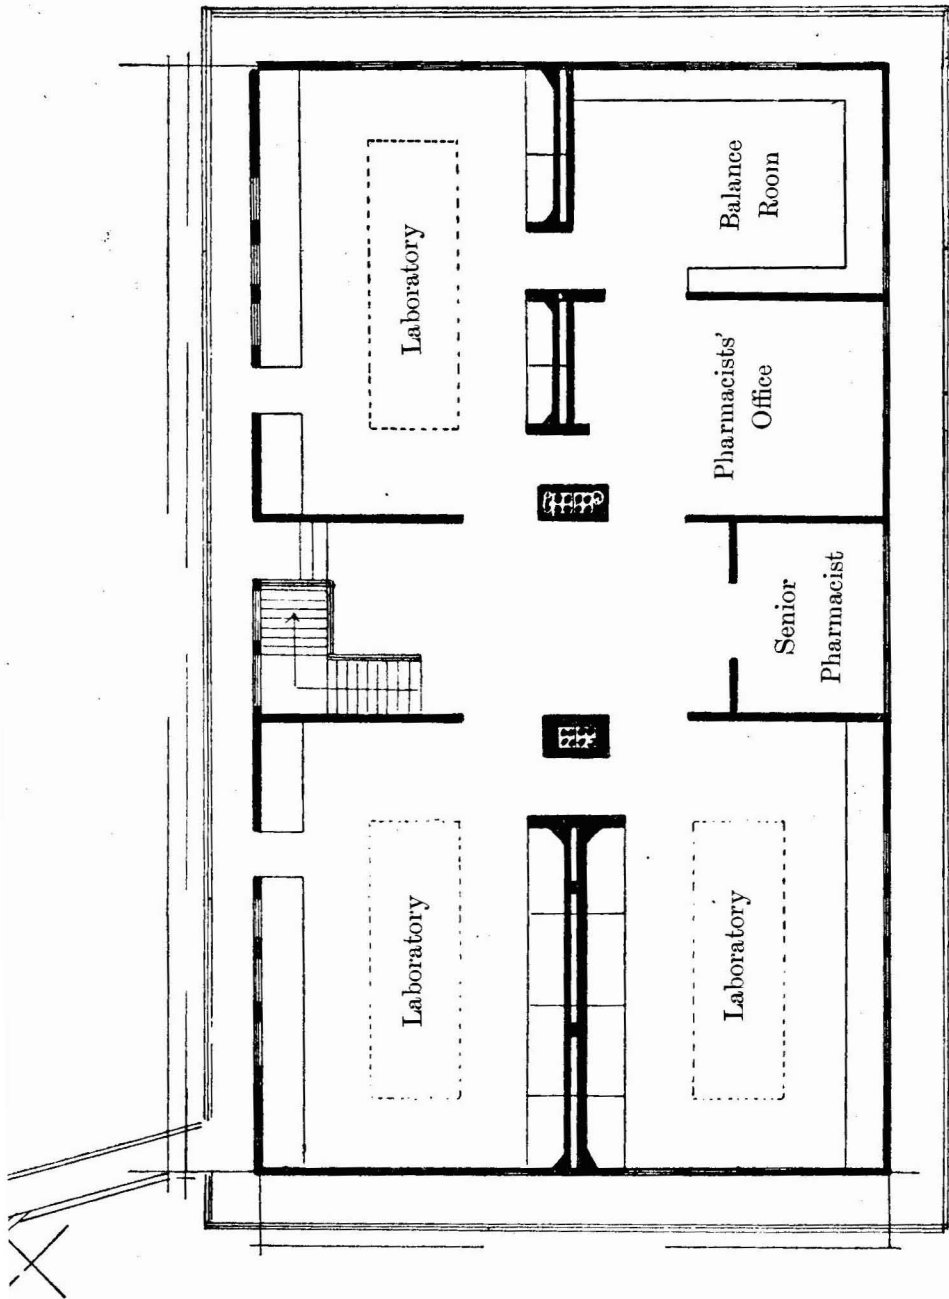 Laboratory
Balance
Room
Pharmacists'
Office
Senior
Pharmacist
Laboratory
Laboratory